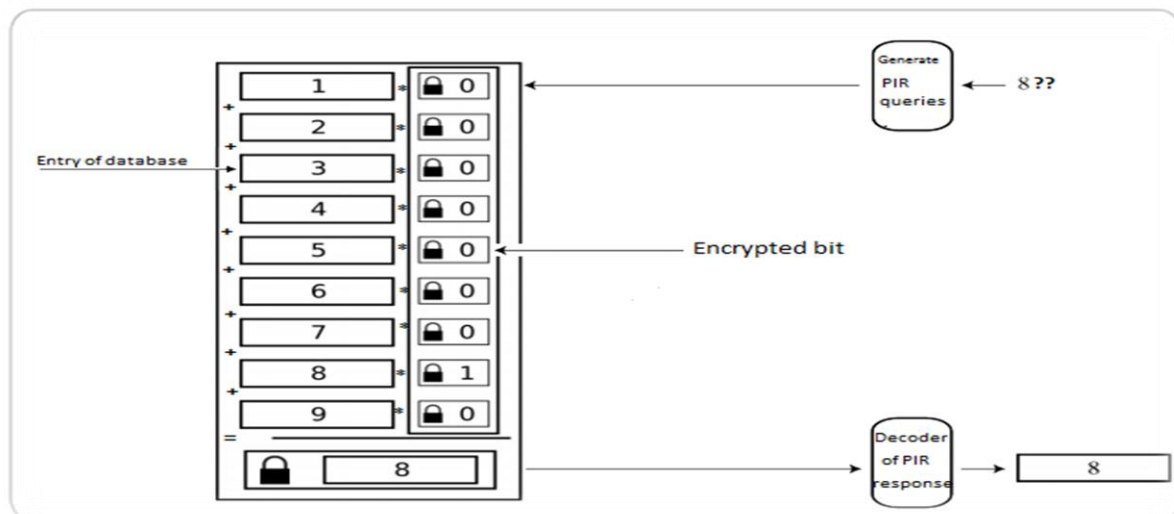 Generate
PIR
queries
8 ??
1 * 0
+
2 * 0
+
Entry of database
3 * 0
+
4 * 0
+
5 * 0
Encrypted bit
+
6 * 0
+
7 * 0
+
8 * 1
+
9 * 0
=
8
Decoder
of PIR
response
8